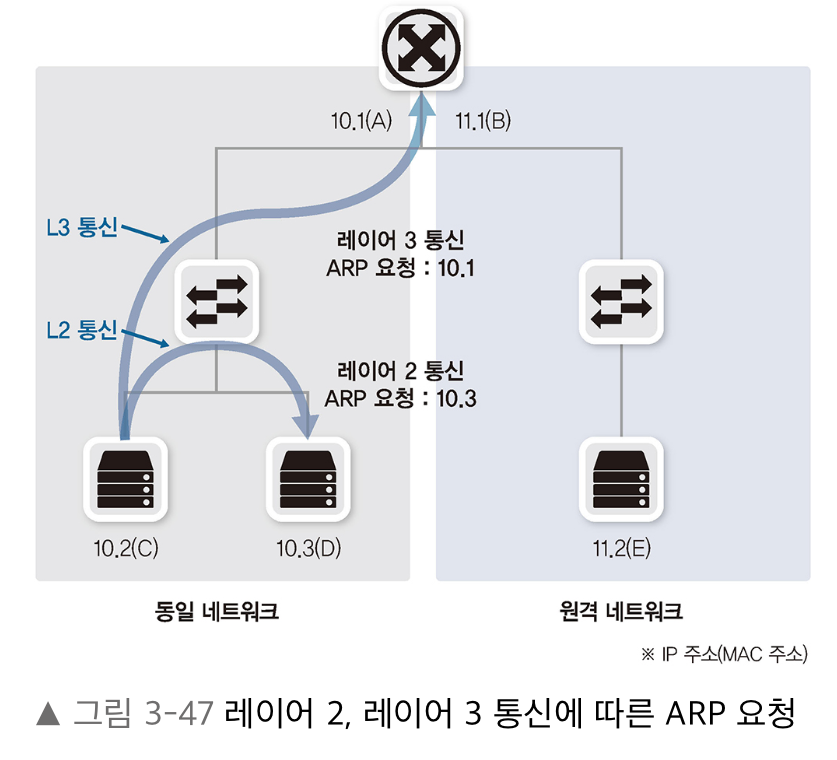 10.1(A)
11.1(B)
L3 통신
레이어 3 통신
ARP 요청 : 10.1
L2 통신
레이어 2 통신
ARP 요청 : 10.3
10.2(C)
10.3(D)
11.2(E)
동일 네트워크
원격 네트워크
※ IP 주소(MAC 주소)
▲ 그림 3-47 레이어 2, 레이어 3 통신에 따른 ARP 요청